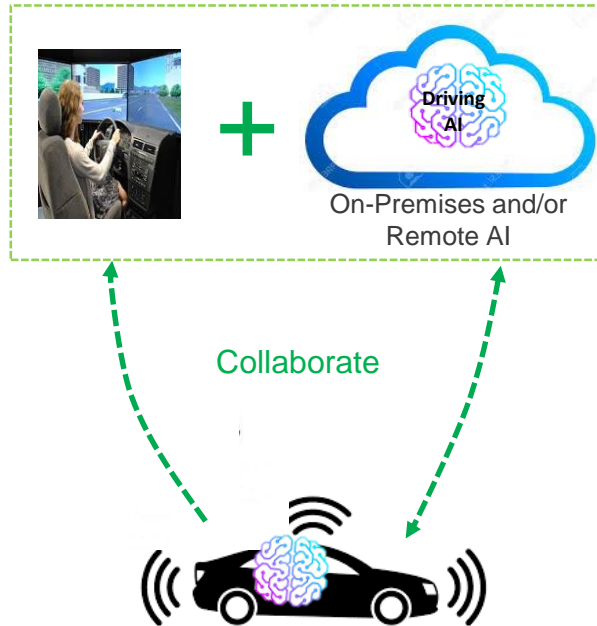 Driving
AI
On-Premises and/or
Remote AI
Collaborate